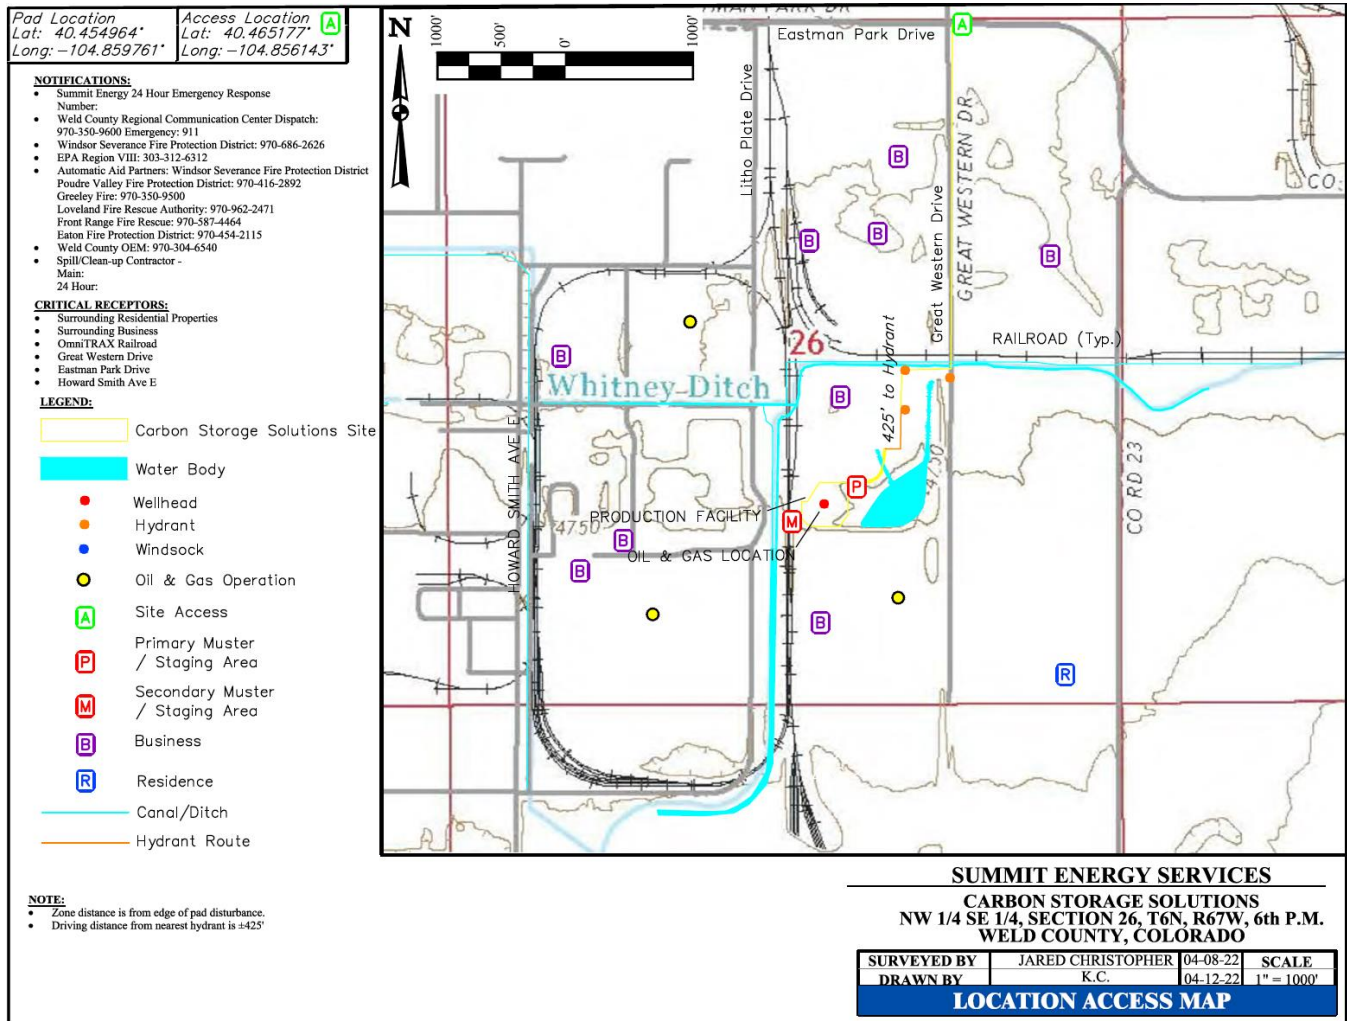 Pad Location
Lat: 40.454964°
Long: -104.859761°
Access Location A
Lat: 40.465177°
Long: -104.856143°
NOTIFICATIONS:
• Summit Energy 24 Hour Emergency Response
Number:
• Weld County Regional Communication Center Dispatch:
970-350-9600 Emergency: 911
• Windsor Severance Fire Protection District: 970-686-2626
• EPA Region VIII: 303-312-6312
• Automatic Aid Partners: Windsor Severance Fire Protection District
Poudre Valley Fire Protection District: 970-416-2892
Greeley Fire: 970-350-9500
Loveland Fire Rescue Authority: 970-962-2471
Front Range Fire Rescue: 970-587-4464
Eaton Fire Protection District: 970-454-2115
• Weld County OEM: 970-304-6540
• Spill/Clean-up Contractor -
Main:
24 Hour:
CRITICAL RECEPTORS:
• Surrounding Residential Properties
• Surrounding Business
• OmniTRAX Railroad
• Great Western Drive
• Eastman Park Drive
• Howard Smith Ave E
LEGEND:
Carbon Storage Solutions Site
Water Body
Wellhead
Hydrant
Windsock
Oil & Gas Operation
A Site Access
P Primary Muster
/ Staging Area
M Secondary Muster
/ Staging Area
B Business
R Residence
Canal/Ditch
Hydrant Route
NOTE:
• Zone distance is from edge of pad disturbance.
• Driving distance from nearest hydrant is ±425'
N
1000'
500'
0'
1000'
Eastman Park Drive
A
Litho Plate Drive
Great Western Drive
GREAT WESTERN DR
CO
B
B
B
B
RAILROAD (Typ.)
26
B
Whitney Ditch
B
425' to Hydrant
4750
CO RD 23
HOWARD SMITH AVE E
P
PRODUCTION FACILITY
M
4750
B
OIL & GAS LOCATION
B
B
R
SUMMIT ENERGY SERVICES
CARBON STORAGE SOLUTIONS
NW 1/4 SE 1/4, SECTION 26, T6N, R67W, 6th P.M.
WELD COUNTY, COLORADO
SURVEYED BY JARED CHRISTOPHER 04-08-22 SCALE
DRAWN BY K.C. 04-12-22 1" = 1000'
LOCATION ACCESS MAP